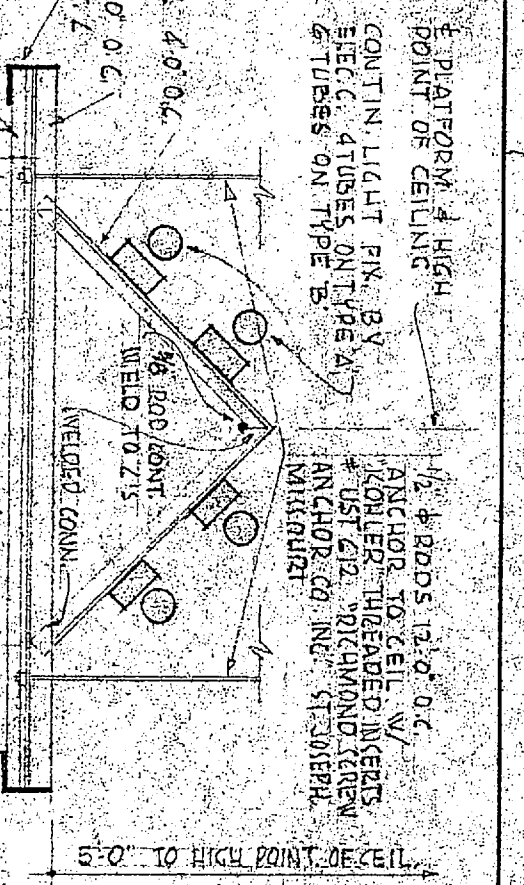 ℄ PLATFORM & HIGH
POINT OF CEILING
CONTIN. LIGHT FIX. BY
ELEC. C. 4 TUBES ON TYPE "A"
6 TUBES ON TYPE "B"
1/2 ϕ RODS 12'-0" O.C.
ANCHOR TO CEIL W/
"KOHLER" THREADED INSERTS
# UST 612 "RICHMOND SCREW
ANCHOR CO. INC." ST. JOSEPH,
MISSOURI
4'-0" O.C.
0" O.C.
3/8 ROD CONT.
WELD TO L'S
WELDED CONN.
5'-0" TO HIGH POINT OF CEIL.